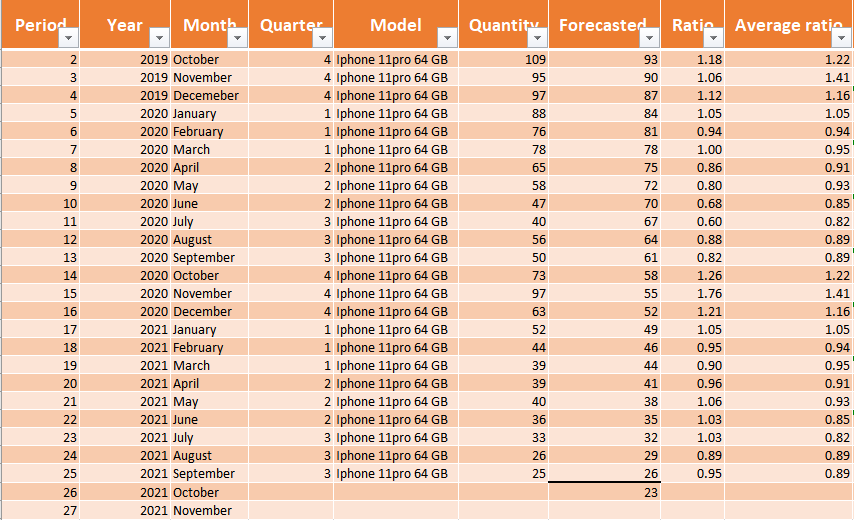 Period Year Month Quarter Model Quantity Forecasted Ratio Average ratio
2 2019 October 4 Iphone 11pro 64 GB 109 93 1.18 1.22
3 2019 November 4 Iphone 11pro 64 GB 95 90 1.06 1.41
4 2019 Decemeber 4 Iphone 11pro 64 GB 97 87 1.12 1.16
5 2020 January 1 Iphone 11pro 64 GB 88 84 1.05 1.05
6 2020 February 1 Iphone 11pro 64 GB 76 81 0.94 0.94
7 2020 March 1 Iphone 11pro 64 GB 78 78 1.00 0.95
8 2020 April 2 Iphone 11pro 64 GB 65 75 0.86 0.91
9 2020 May 2 Iphone 11pro 64 GB 58 72 0.80 0.93
10 2020 June 2 Iphone 11pro 64 GB 47 70 0.68 0.85
11 2020 July 3 Iphone 11pro 64 GB 40 67 0.60 0.82
12 2020 August 3 Iphone 11pro 64 GB 56 64 0.88 0.89
13 2020 September 3 Iphone 11pro 64 GB 50 61 0.82 0.89
14 2020 October 4 Iphone 11pro 64 GB 73 58 1.26 1.22
15 2020 November 4 Iphone 11pro 64 GB 97 55 1.76 1.41
16 2020 December 4 Iphone 11pro 64 GB 63 52 1.21 1.16
17 2021 January 1 Iphone 11pro 64 GB 52 49 1.05 1.05
18 2021 February 1 Iphone 11pro 64 GB 44 46 0.95 0.94
19 2021 March 1 Iphone 11pro 64 GB 39 44 0.90 0.95
20 2021 April 2 Iphone 11pro 64 GB 39 41 0.96 0.91
21 2021 May 2 Iphone 11pro 64 GB 40 38 1.06 0.93
22 2021 June 2 Iphone 11pro 64 GB 36 35 1.03 0.85
23 2021 July 3 Iphone 11pro 64 GB 33 32 1.03 0.82
24 2021 August 3 Iphone 11pro 64 GB 26 29 0.89 0.89
25 2021 September 3 Iphone 11pro 64 GB 25 26 0.95 0.89
26 2021 October 23
27 2021 November